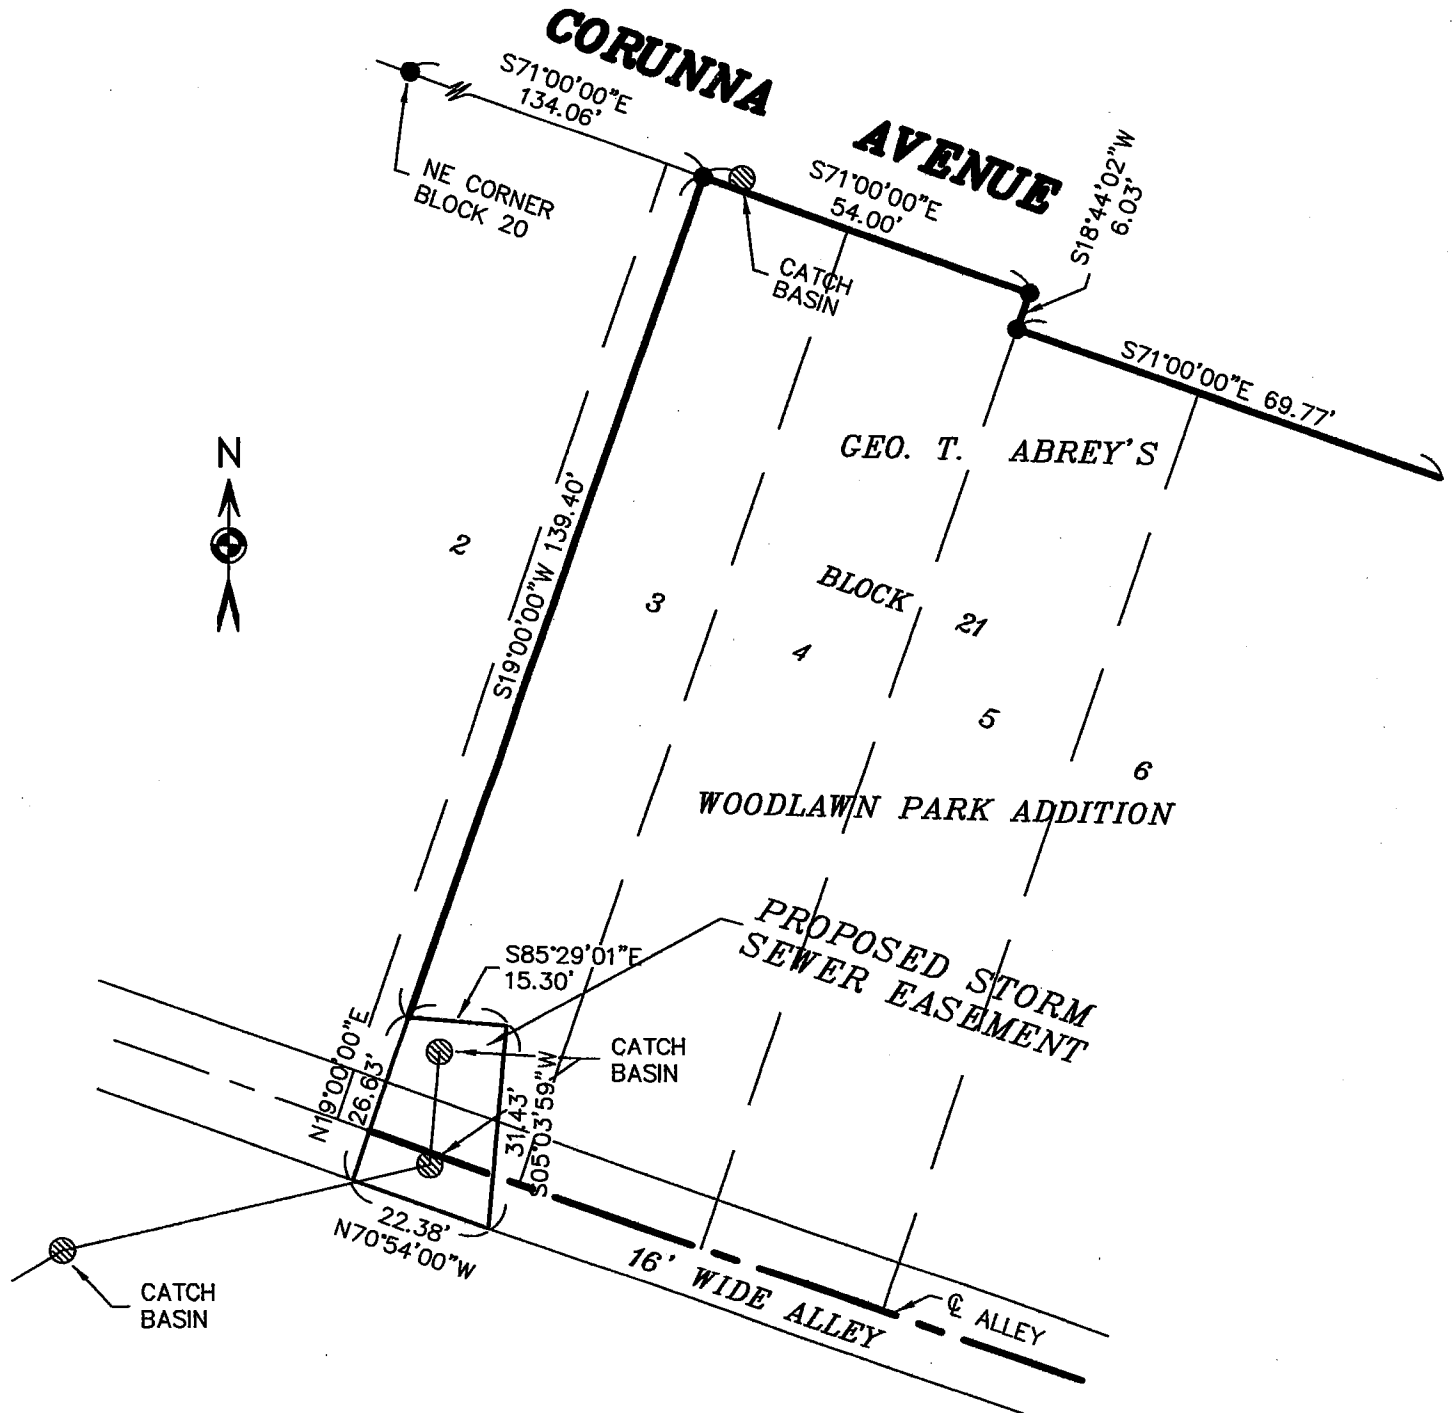 CORUNNA AVENUE
S71°00'00"E
134.06'
NE CORNER
BLOCK 20
S71°00'00"E
54.00'
S18°44'02"W
6.03'
CATCH
BASIN
S71°00'00"E 69.77'
GEO. T. ABREY'S
N
S19°00'00"W 139.40'
2
3
BLOCK 21
4
5
6
WOODLAWN PARK ADDITION
PROPOSED STORM
SEWER EASEMENT
S85°29'01"E
15.30'
N19°00'00"E
26.63'
CATCH
BASIN
31.43'
S05°03'59"W
22.38'
N70°54'00"W
16' WIDE ALLEY
℄ ALLEY
CATCH
BASIN